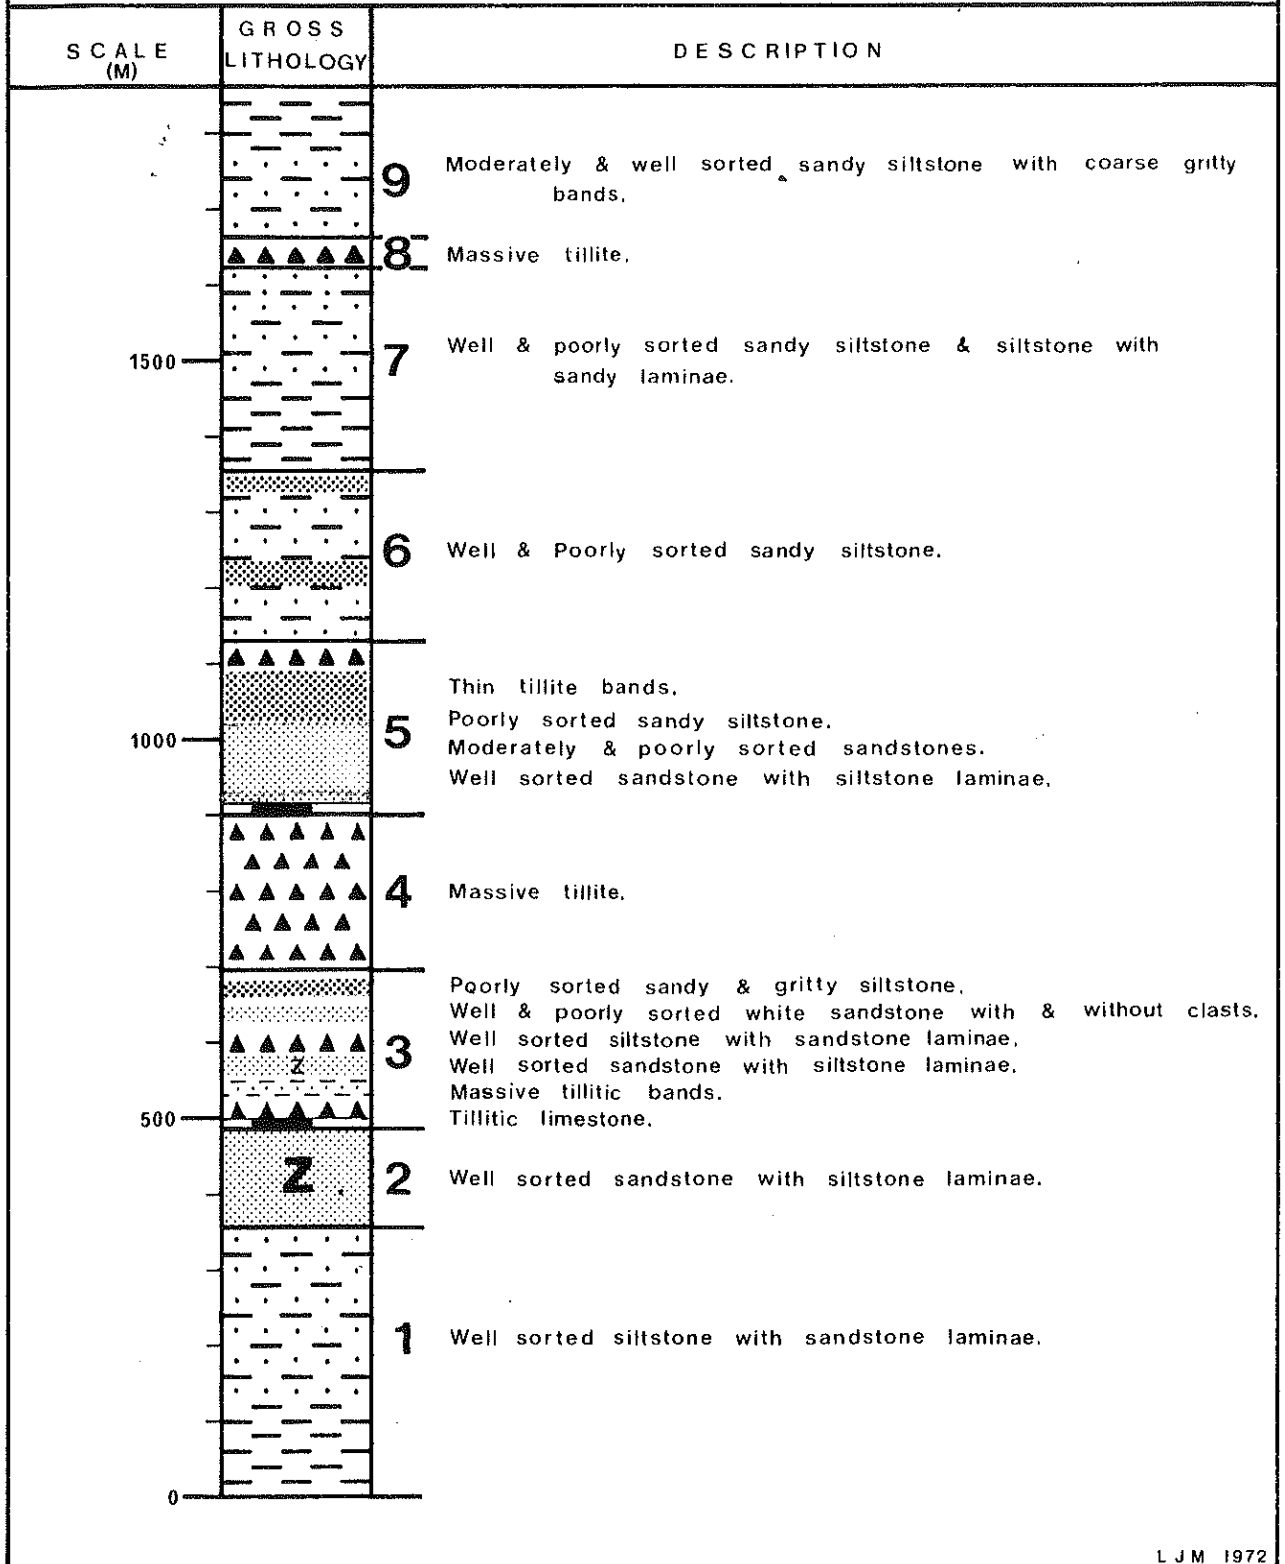 SCALE
(M)
GROSS
LITHOLOGY
DESCRIPTION
9
Moderately & well sorted sandy siltstone with coarse gritty
bands.
8
Massive tillite.
1500
7
Well & poorly sorted sandy siltstone & siltstone with
sandy laminae.
6
Well & Poorly sorted sandy siltstone.
1000
5
Thin tillite bands.
Poorly sorted sandy siltstone.
Moderately & poorly sorted sandstones.
Well sorted sandstone with siltstone laminae.
4
Massive tillite.
500
3
Z
Poorly sorted sandy & gritty siltstone.
Well & poorly sorted white sandstone with & without clasts.
Well sorted siltstone with sandstone laminae.
Well sorted sandstone with siltstone laminae.
Massive tillitic bands.
Tillitic limestone.
Z
2
Well sorted sandstone with siltstone laminae.
1
Well sorted siltstone with sandstone laminae.
0
LJM 1972